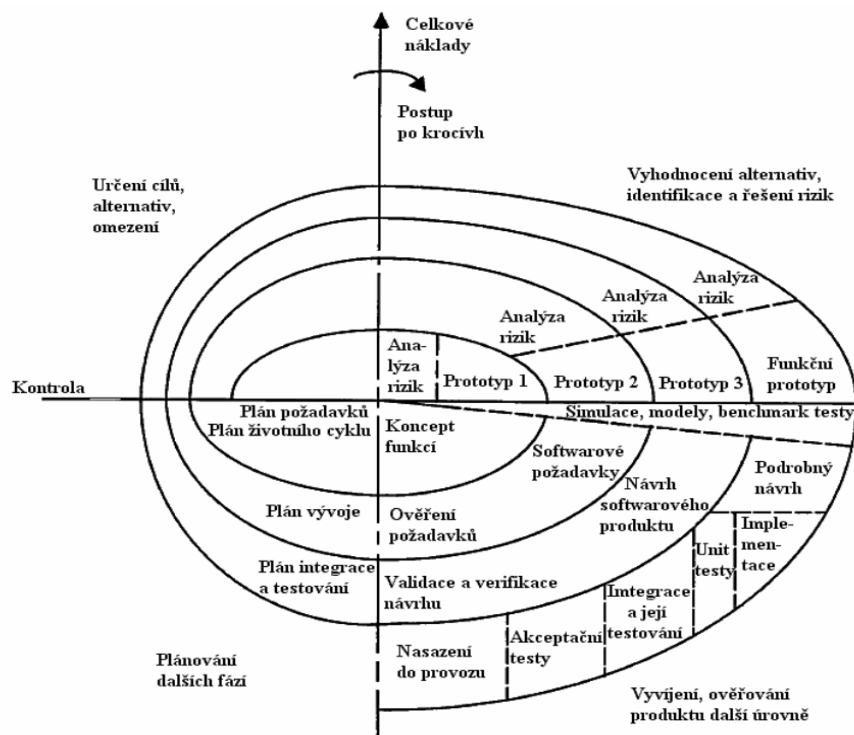 Celkové
náklady
Postup
po krocívh
Určení cílů,
alternativ,
omezení
Vyhodnocení alternativ,
identifikace a řešení rizik
Analýza
rizik
Analýza
rizik
Analýza
rizik
Ana-
lýza
rizik
Prototyp 1
Prototyp 2
Prototyp 3
Funkční
prototyp
Kontrola
Plán požadavků
Plán životního cyklu
Koncept
funkcí
Simulace, modely, benchmark testy
Softwarové
požadavky
Návrh
softwarového
produktu
Podrobný
návrh
Plán vývoje
Ověření
požadavků
Unit
testy
Imple-
men-
tace
Plán integrace
a testování
Validace a verifikace
návrhu
Imtegrace
a její
testování
Akceptační
testy
Nasazení
do provozu
Plánování
dalších fází
Vyvíjení, ověřování
produktu další úrovně